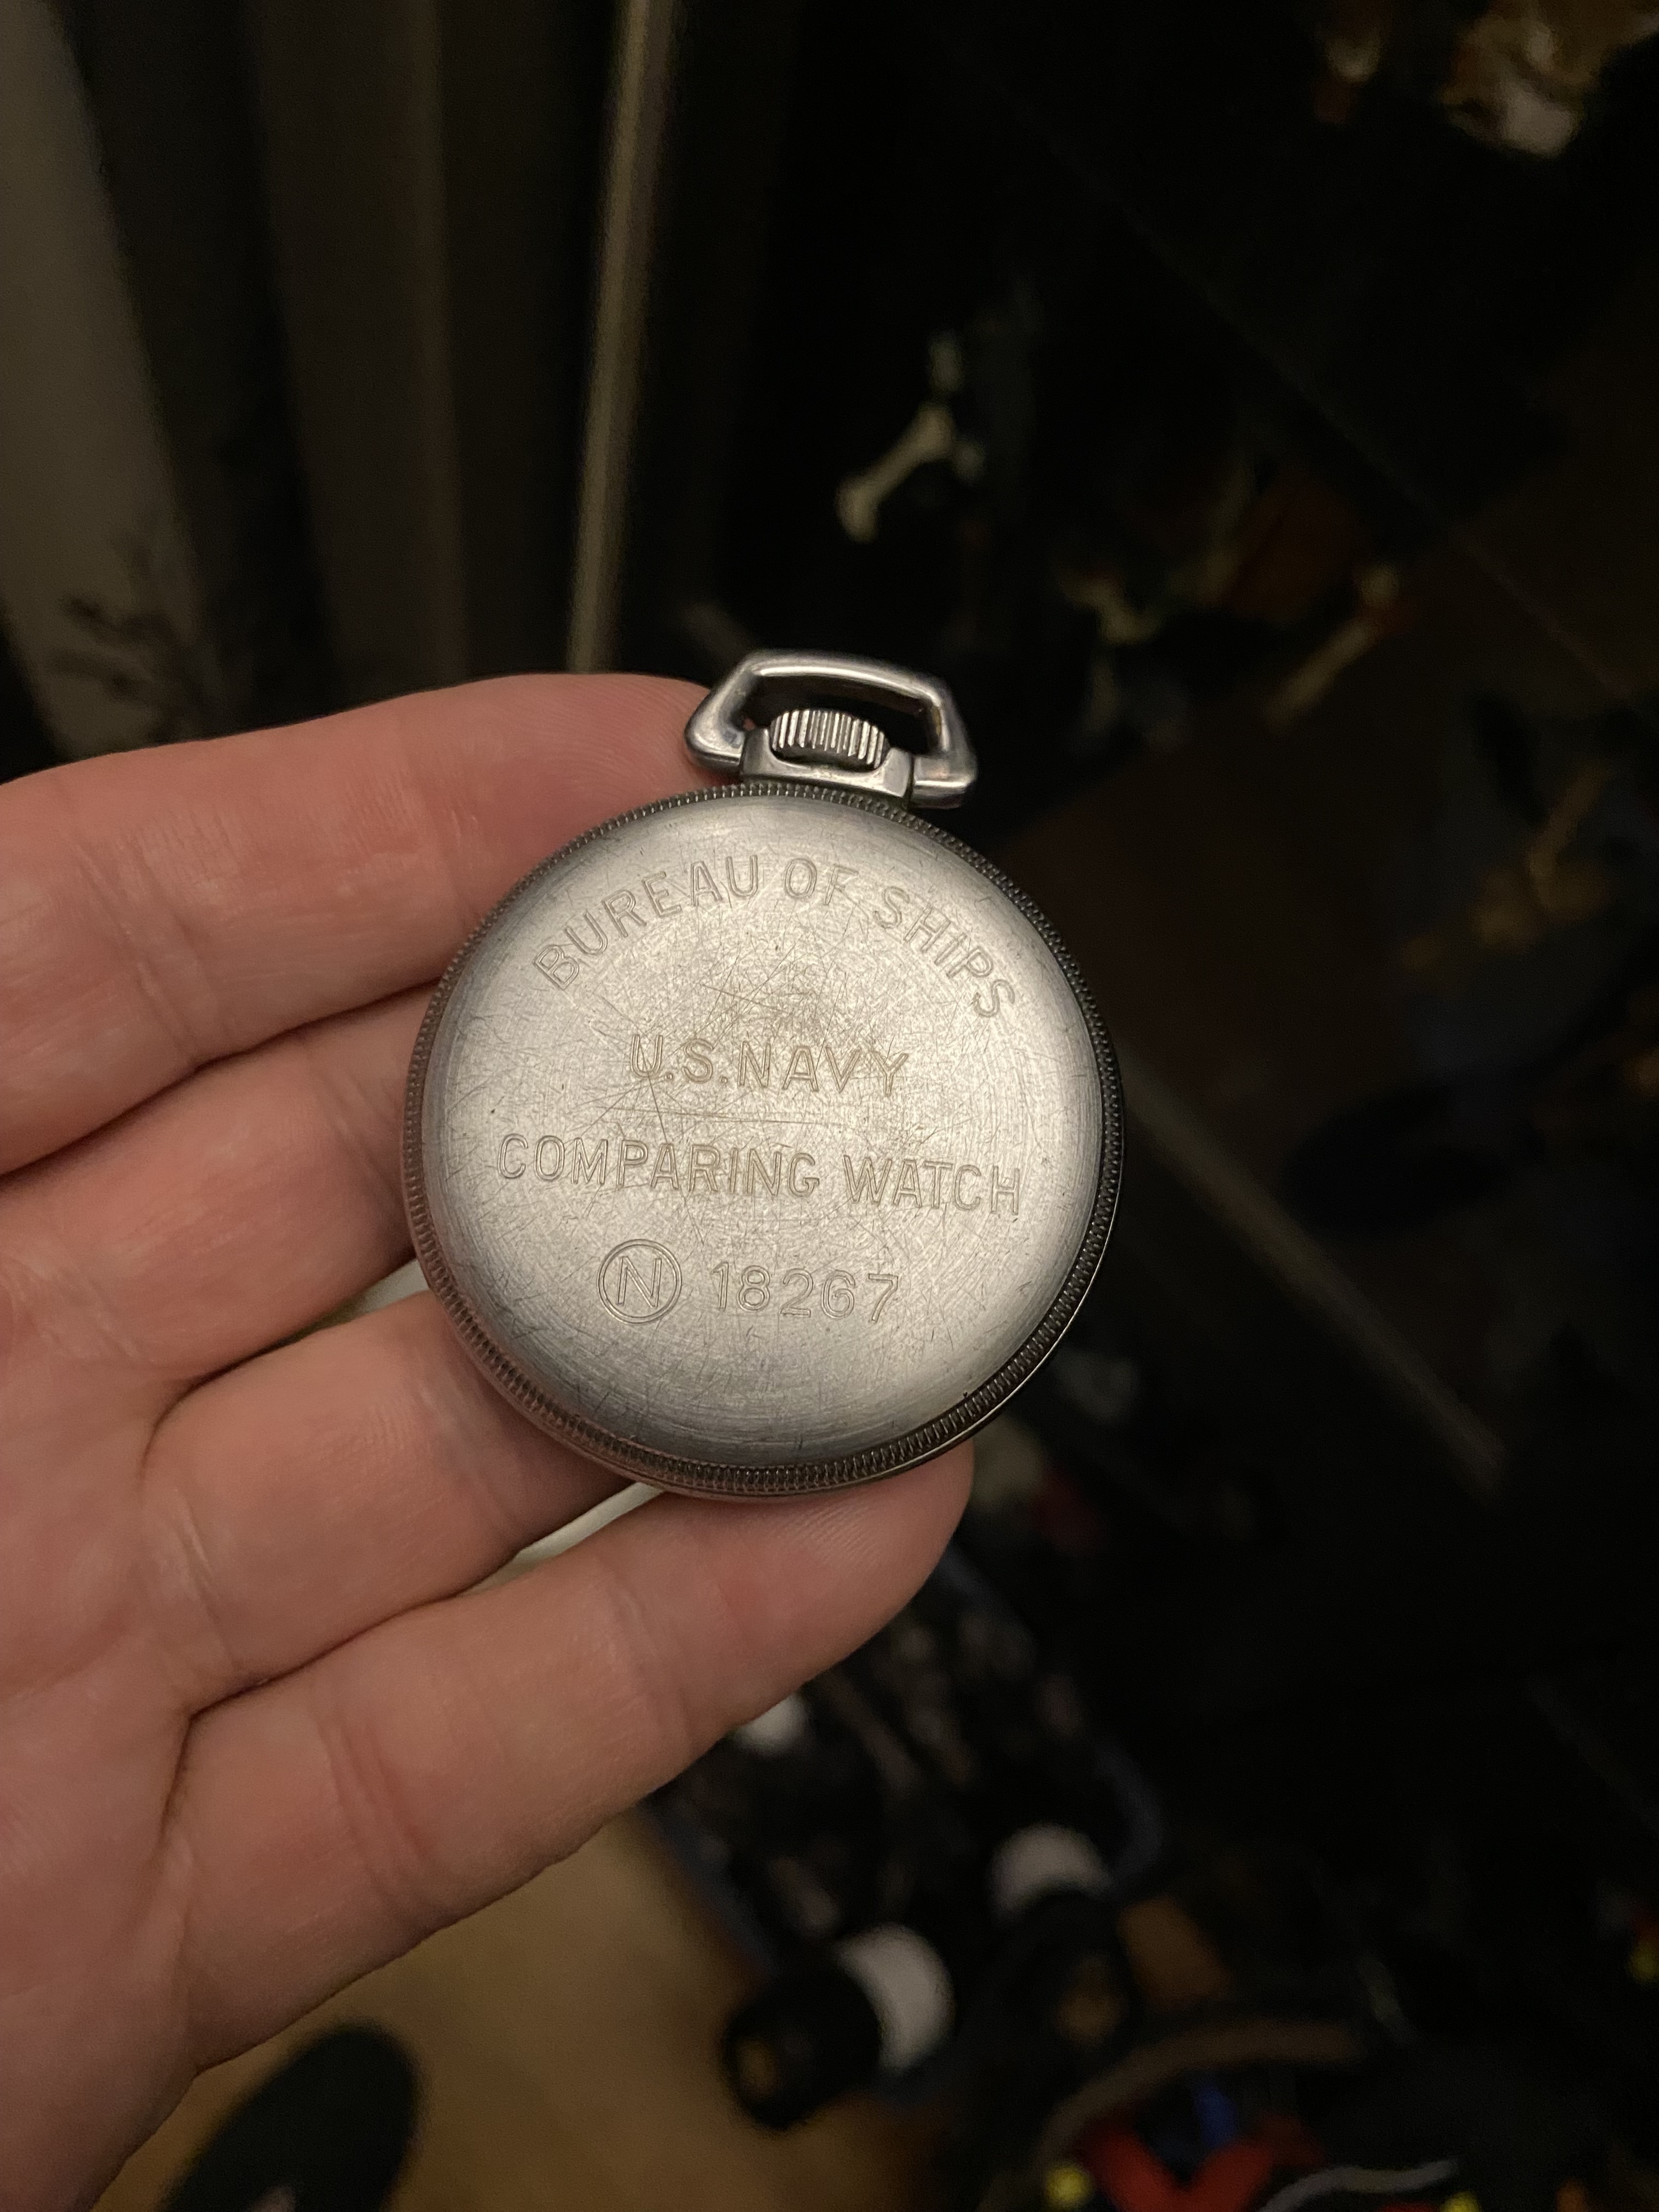 BUREAU OF SHIPS
U.S. NAVY
COMPARING WATCH
Ⓝ 18267